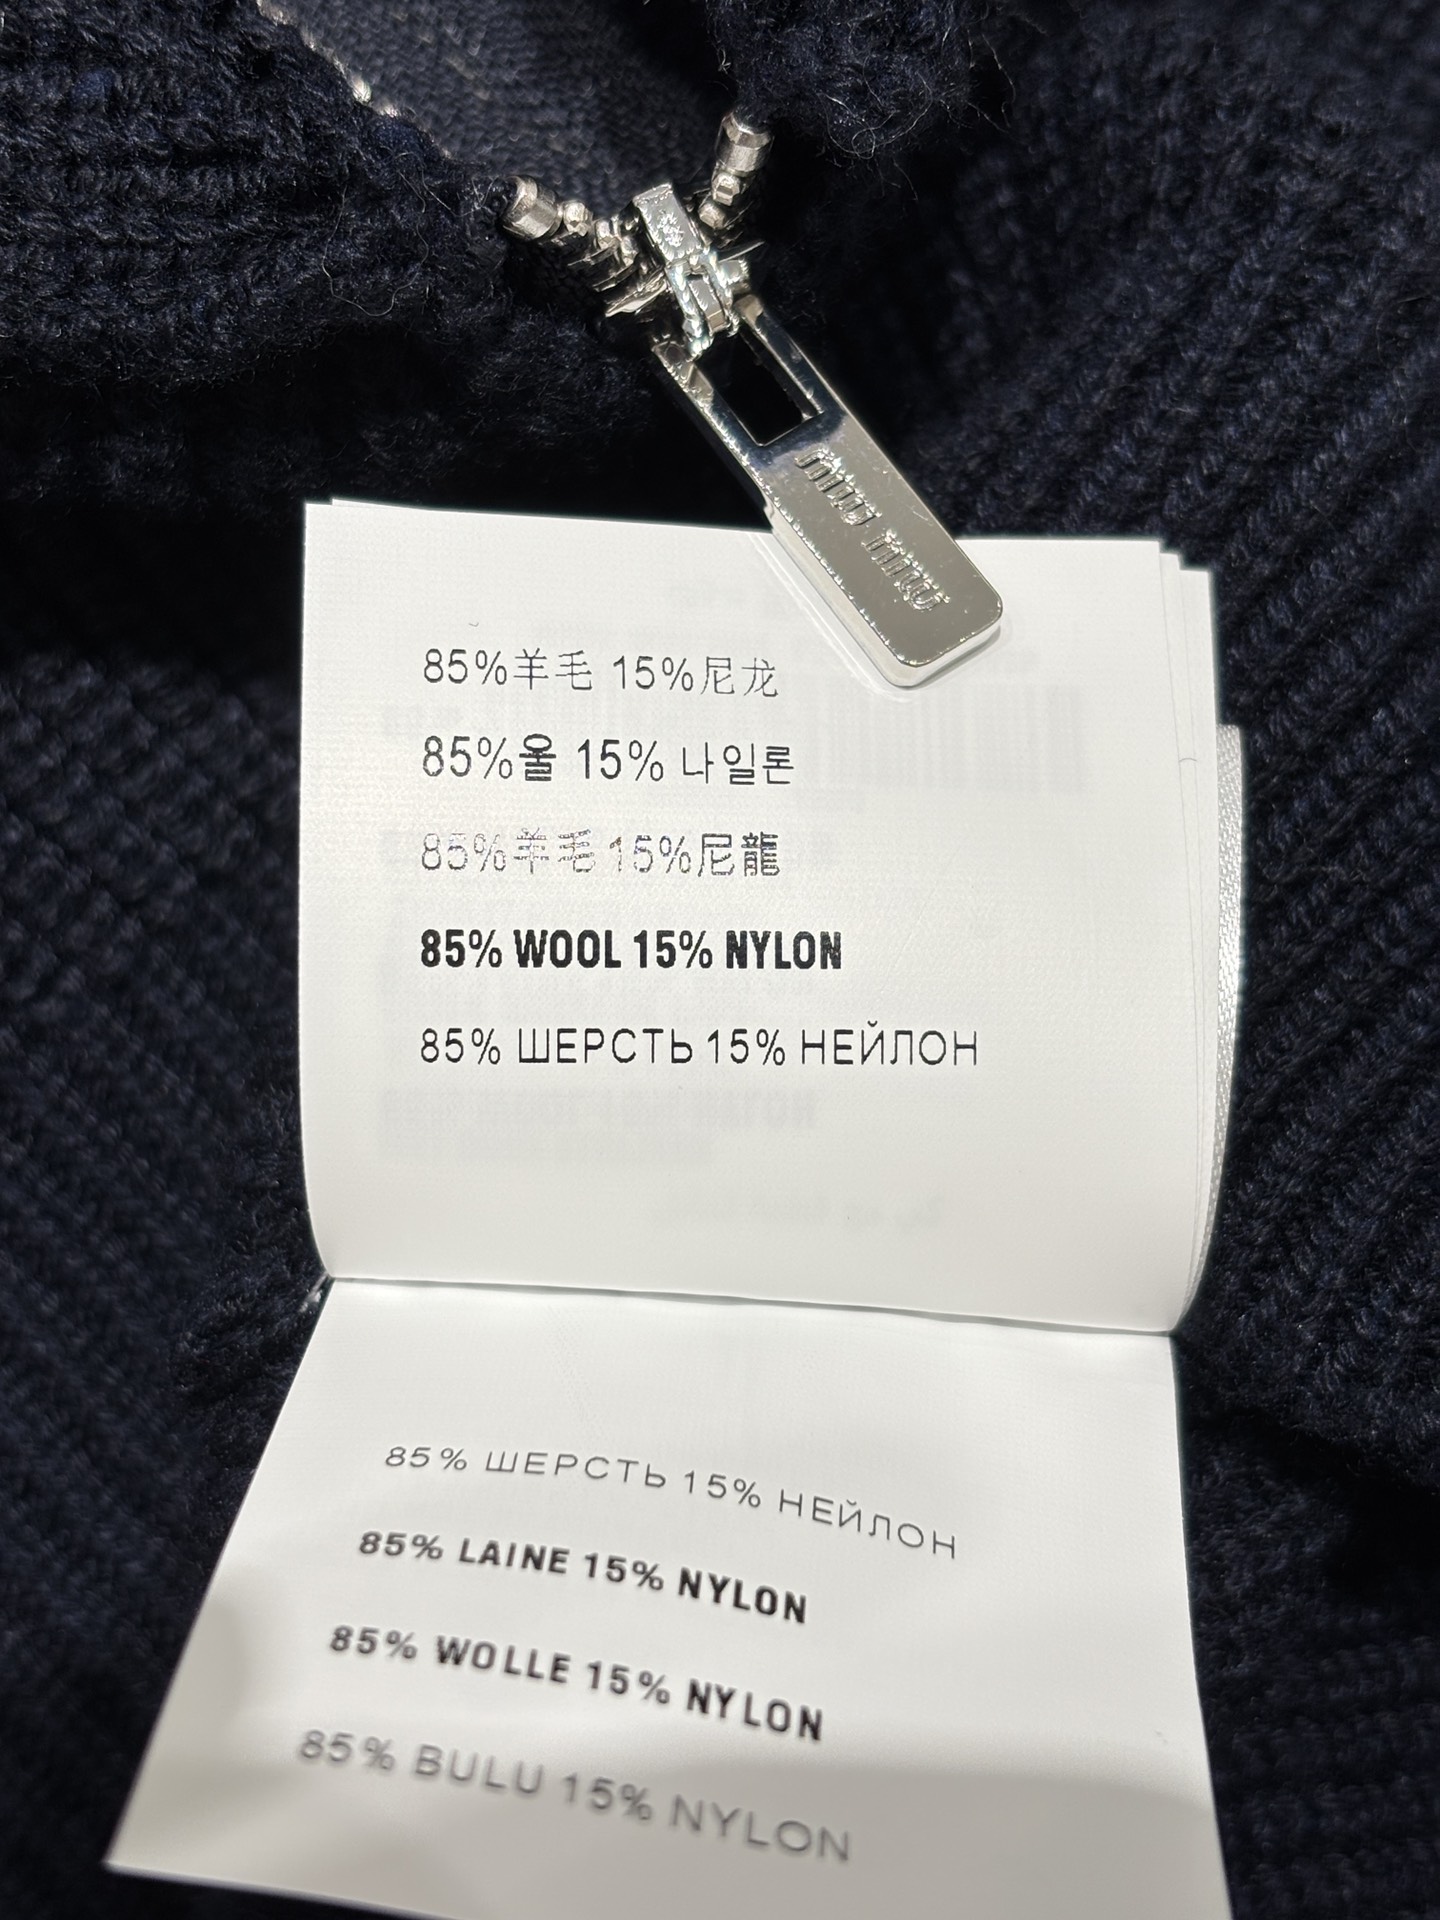 miu miu
85%羊毛 15%尼龙
85%울 15% 나일론
85%羊毛 15%尼龍
85% WOOL 15% NYLON
85% ШЕРСТЬ 15% НЕЙЛОН
85% ШЕРСТЬ 15% НЕЙЛОН
85% LAINE 15% NYLON
85% WOLLE 15% NYLON
85% BULU 15% NYLON